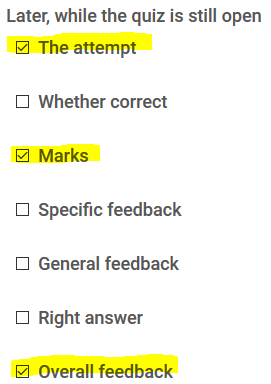 Later, while the quiz is still open
The attempt
Whether correct
Marks
Specific feedback
General feedback
Right answer
Overall feedback